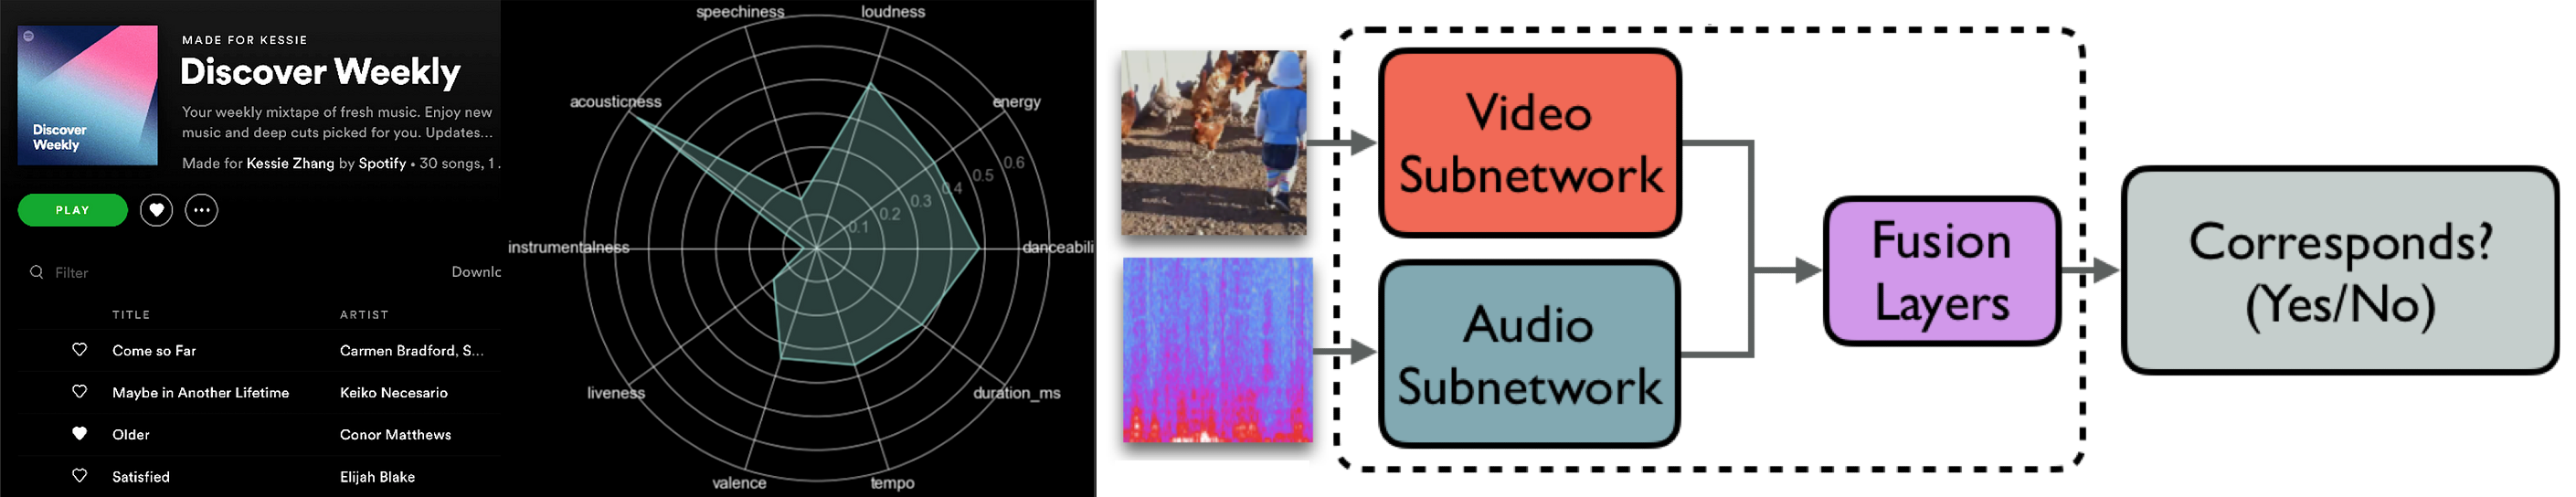 MADE FOR KESSIE
Discover Weekly
Your weekly mixtape of fresh music. Enjoy new
music and deep cuts picked for you. Updates...
Made for Kessie Zhang by Spotify • 30 songs, 1 .
Discover
Weekly
PLAY
Filter
Downlc
TITLE ARTIST
Come so Far Carmen Bradford, S...
Maybe in Another Lifetime Keiko Necesario
Older Conor Matthews
Satisfied Elijah Blake
speechiness
loudness
acousticness
energy
0.6
0.5
0.4
0.3
0.2
0.1
instrumentalness
danceabili
liveness
duration_ms
valence
tempo
Video
Subnetwork
Audio
Subnetwork
Fusion
Layers
Corresponds?
(Yes/No)